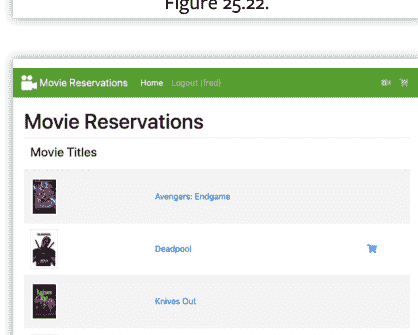 Figure 25.22.
Movie Reservations Home Logout (fred)
Movie Reservations
Movie Titles
Avengers: Endgame
Deadpool
Knives Out